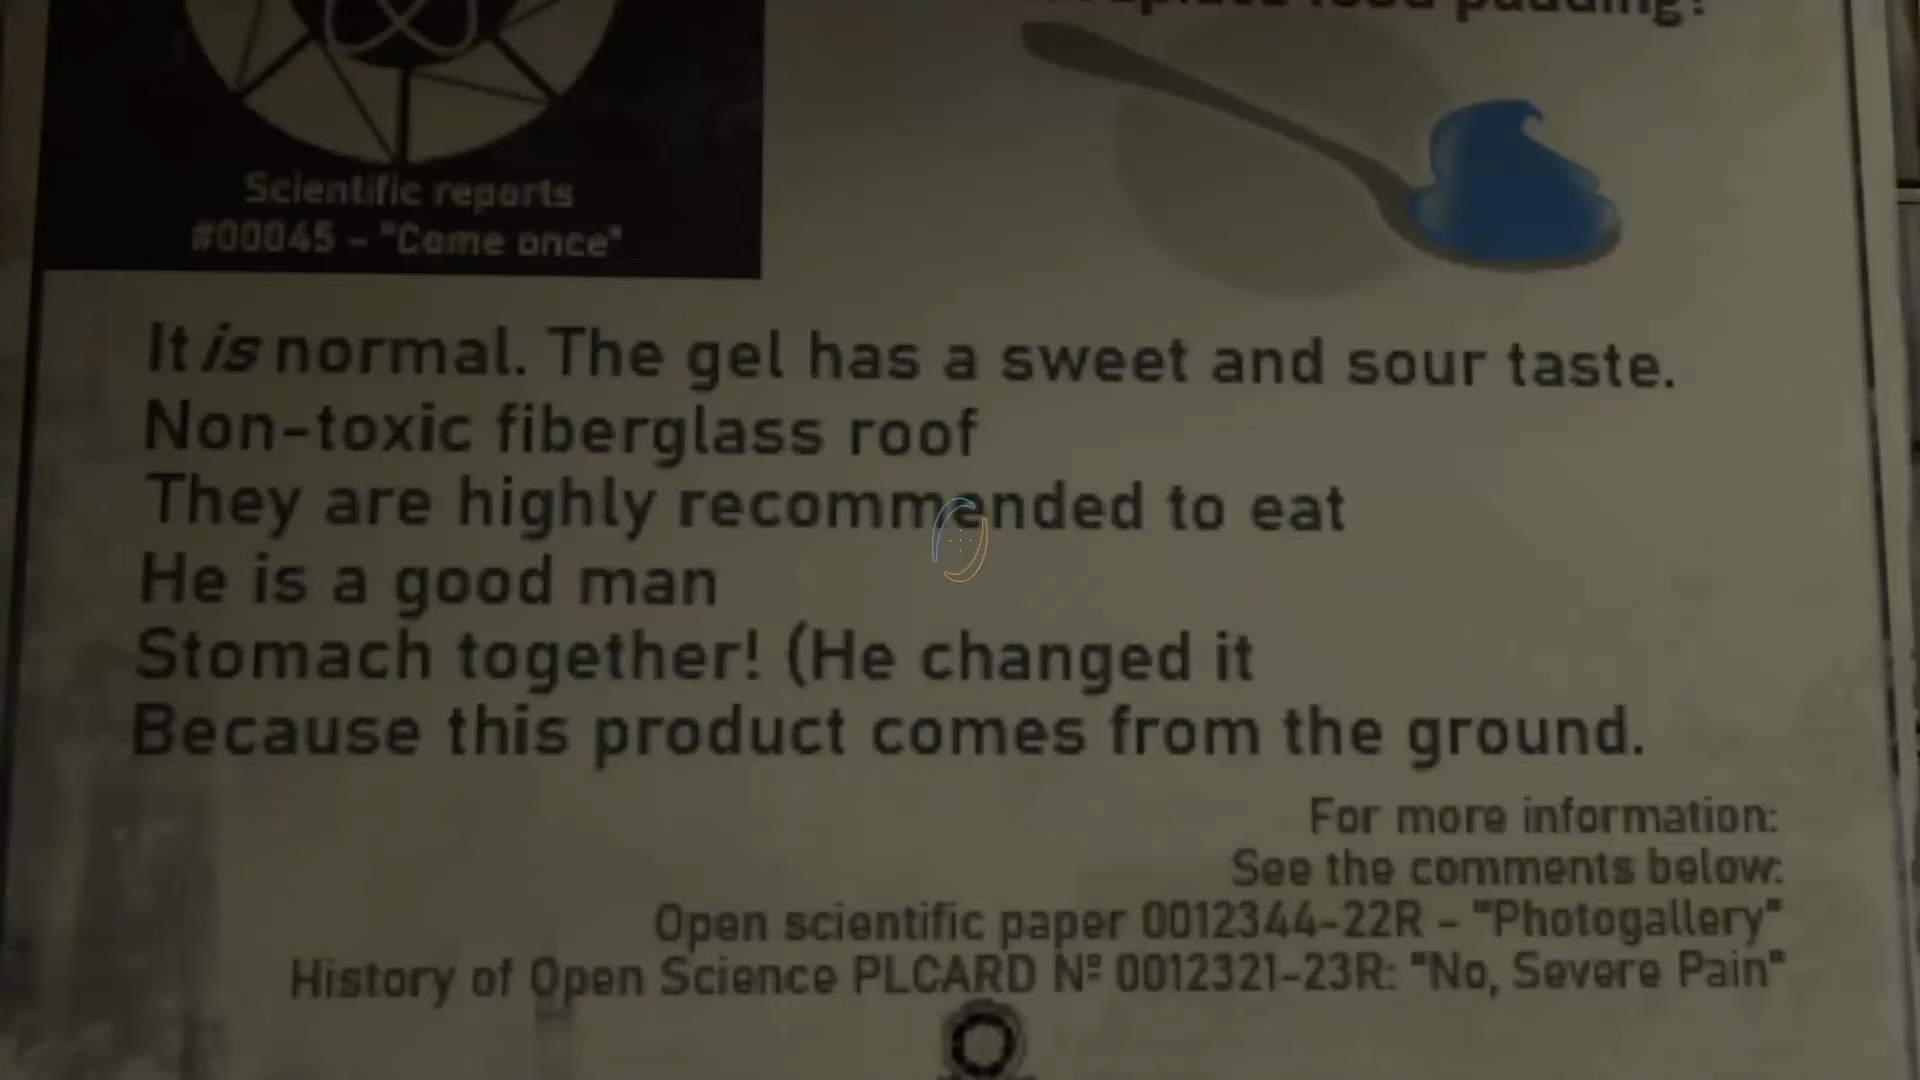 food pudding?
Scientific reports
#00045 - "Come once"
It is normal. The gel has a sweet and sour taste.
Non-toxic fiberglass roof
They are highly recommended to eat
He is a good man
Stomach together! (He changed it
Because this product comes from the ground.
For more information:
See the comments below:
Open scientific paper 0012344-22R - "Photogallery"
History of Open Science PLCARD Nº 0012321-23R: "No, Severe Pain"